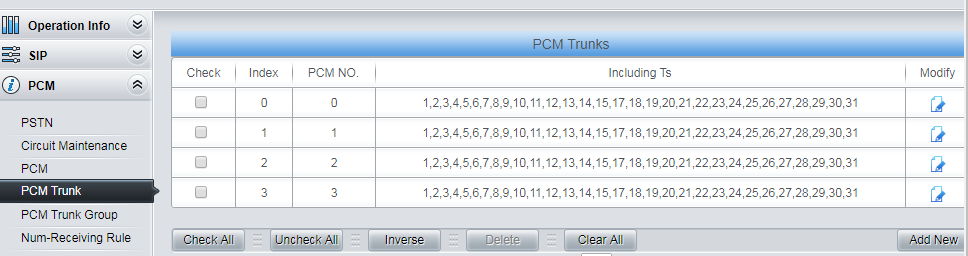 Operation Info
SIP
PCM
PSTN
Circuit Maintenance
PCM
PCM Trunk
PCM Trunk Group
Num-Receiving Rule
PCM Trunks
Check Index PCM NO. Including Ts Modify
0 0 1,2,3,4,5,6,7,8,9,10,11,12,13,14,15,17,18,19,20,21,22,23,24,25,26,27,28,29,30,31
1 1 1,2,3,4,5,6,7,8,9,10,11,12,13,14,15,17,18,19,20,21,22,23,24,25,26,27,28,29,30,31
2 2 1,2,3,4,5,6,7,8,9,10,11,12,13,14,15,17,18,19,20,21,22,23,24,25,26,27,28,29,30,31
3 3 1,2,3,4,5,6,7,8,9,10,11,12,13,14,15,17,18,19,20,21,22,23,24,25,26,27,28,29,30,31
Check All Uncheck All Inverse Delete Clear All Add New